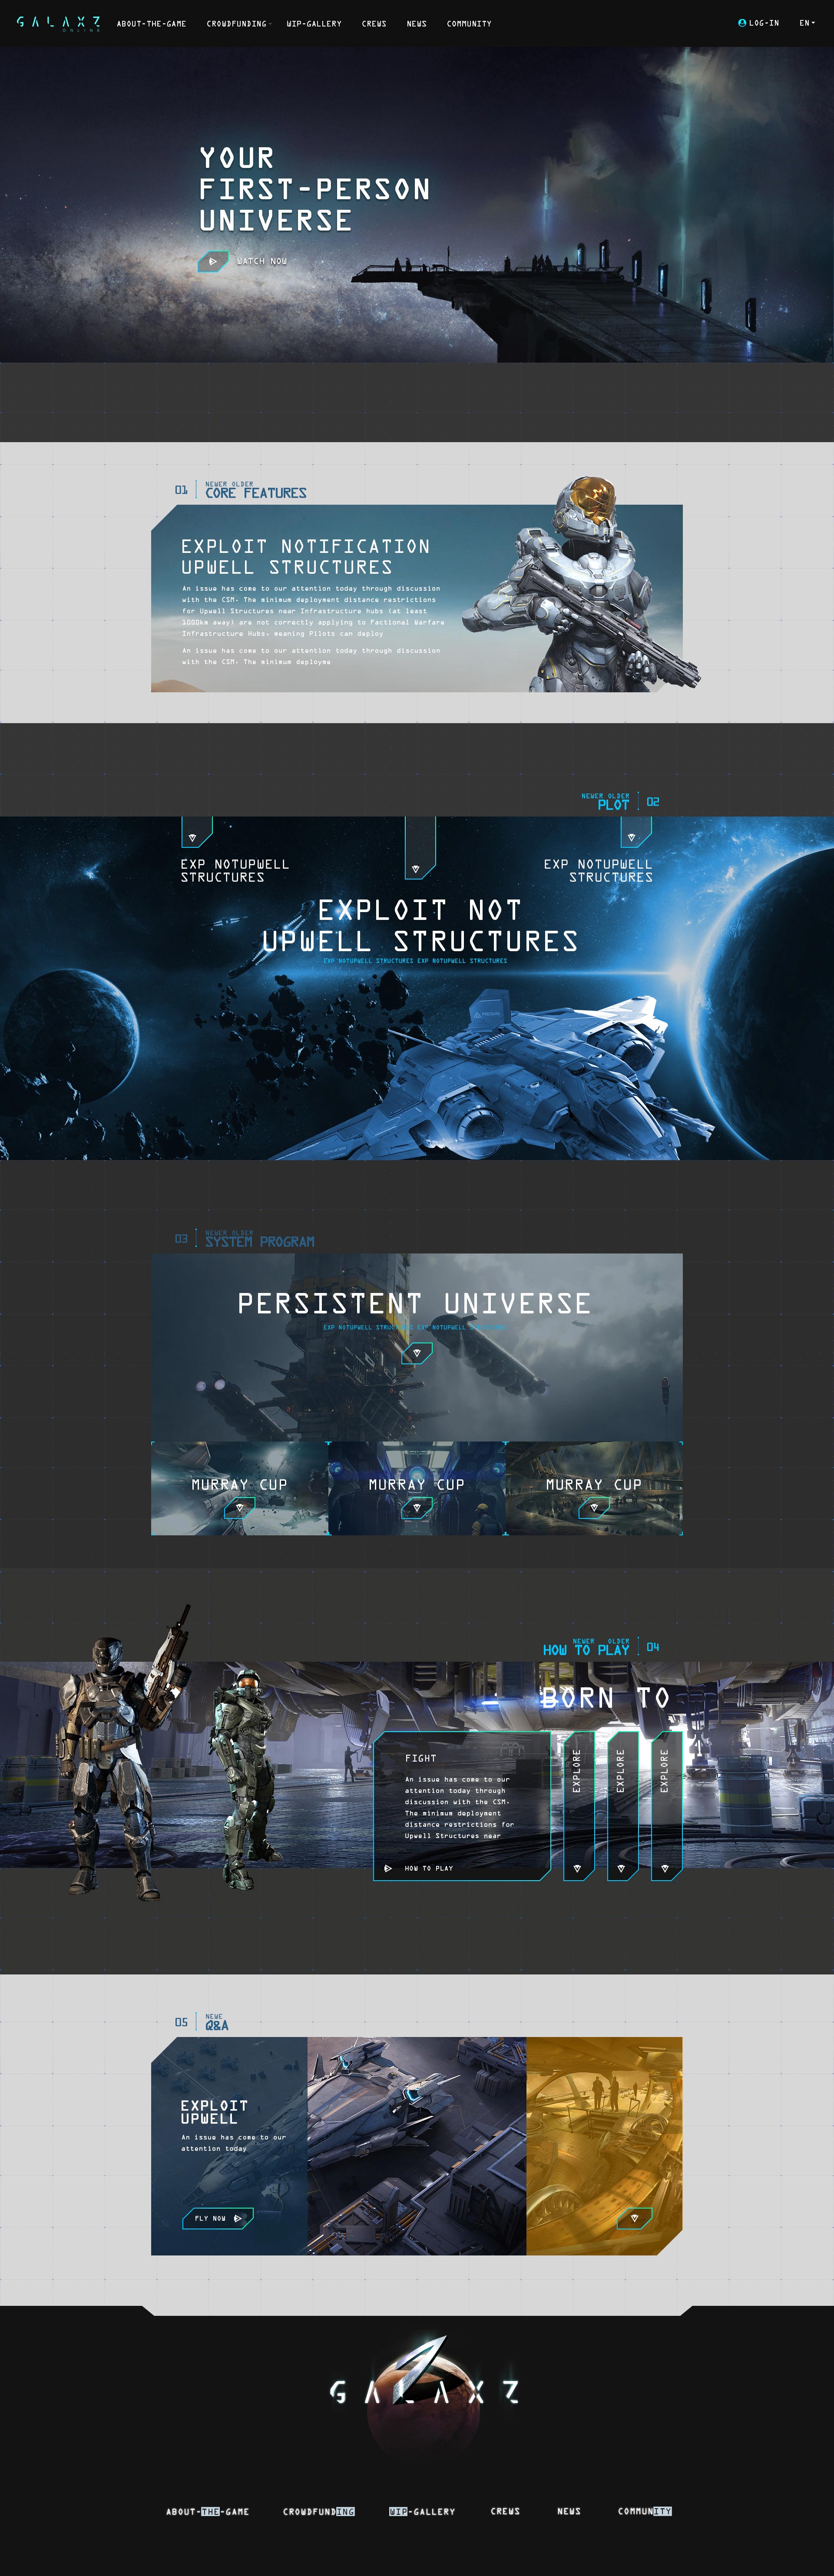 GALAXZ
ONLINE
ABOUT-THE-GAME
CROWDFUNDING
WIP-GALLERY
CREWS
NEWS
COMMUNITY
LOG-IN
EN
YOUR
FIRST-PERSON
UNIVERSE
WATCH NOW
01
NEWER OLDER
CORE FEATURES
EXPLOIT NOTIFICATION
UPWELL STRUCTURES
An issue has come to our attention today through discussion
with the CSM. The minimum deployment distance restrictions
for Upwell Structures near Infrastructure hubs (at least
1000km away) are not correctly applying to Factional Warfare
Infrastructure Hubs, meaning Pilots can deploy
An issue has come to our attention today through discussion
with the CSM. The minimum deployme
NEWER OLDER
PLOT
02
EXP NOTUPWELL
STRUCTURES
EXP NOTUPWELL
STRUCTURES
EXPLOIT NOT
UPWELL STRUCTURES
EXP NOTUPWELL STRUCTURES EXP NOTUPWELL STRUCTURES
03
NEWER OLDER
SYSTEM PROGRAM
PERSISTENT UNIVERSE
EXP NOTUPWELL STRUCTURES EXP NOTUPWELL
MURRAY CUP
MURRAY CUP
MURRAY CUP
NEWER OLDER
HOW TO PLAY
04
BORN TO
FIGHT
An issue has come to our
attention today through
discussion with the CSM.
The minimum deployment
distance restrictions for
Upwell Structures near
HOW TO PLAY
EXPLORE
EXPLORE
EXPLORE
05
NEWE
Q&A
EXPLOIT
UPWELL
An issue has come to our
attention today
FLY NOW
GALAXZ
ABOUT-THE-GAME
CROWDFUNDING
WIP-GALLERY
CREWS
NEWS
COMMUNITY